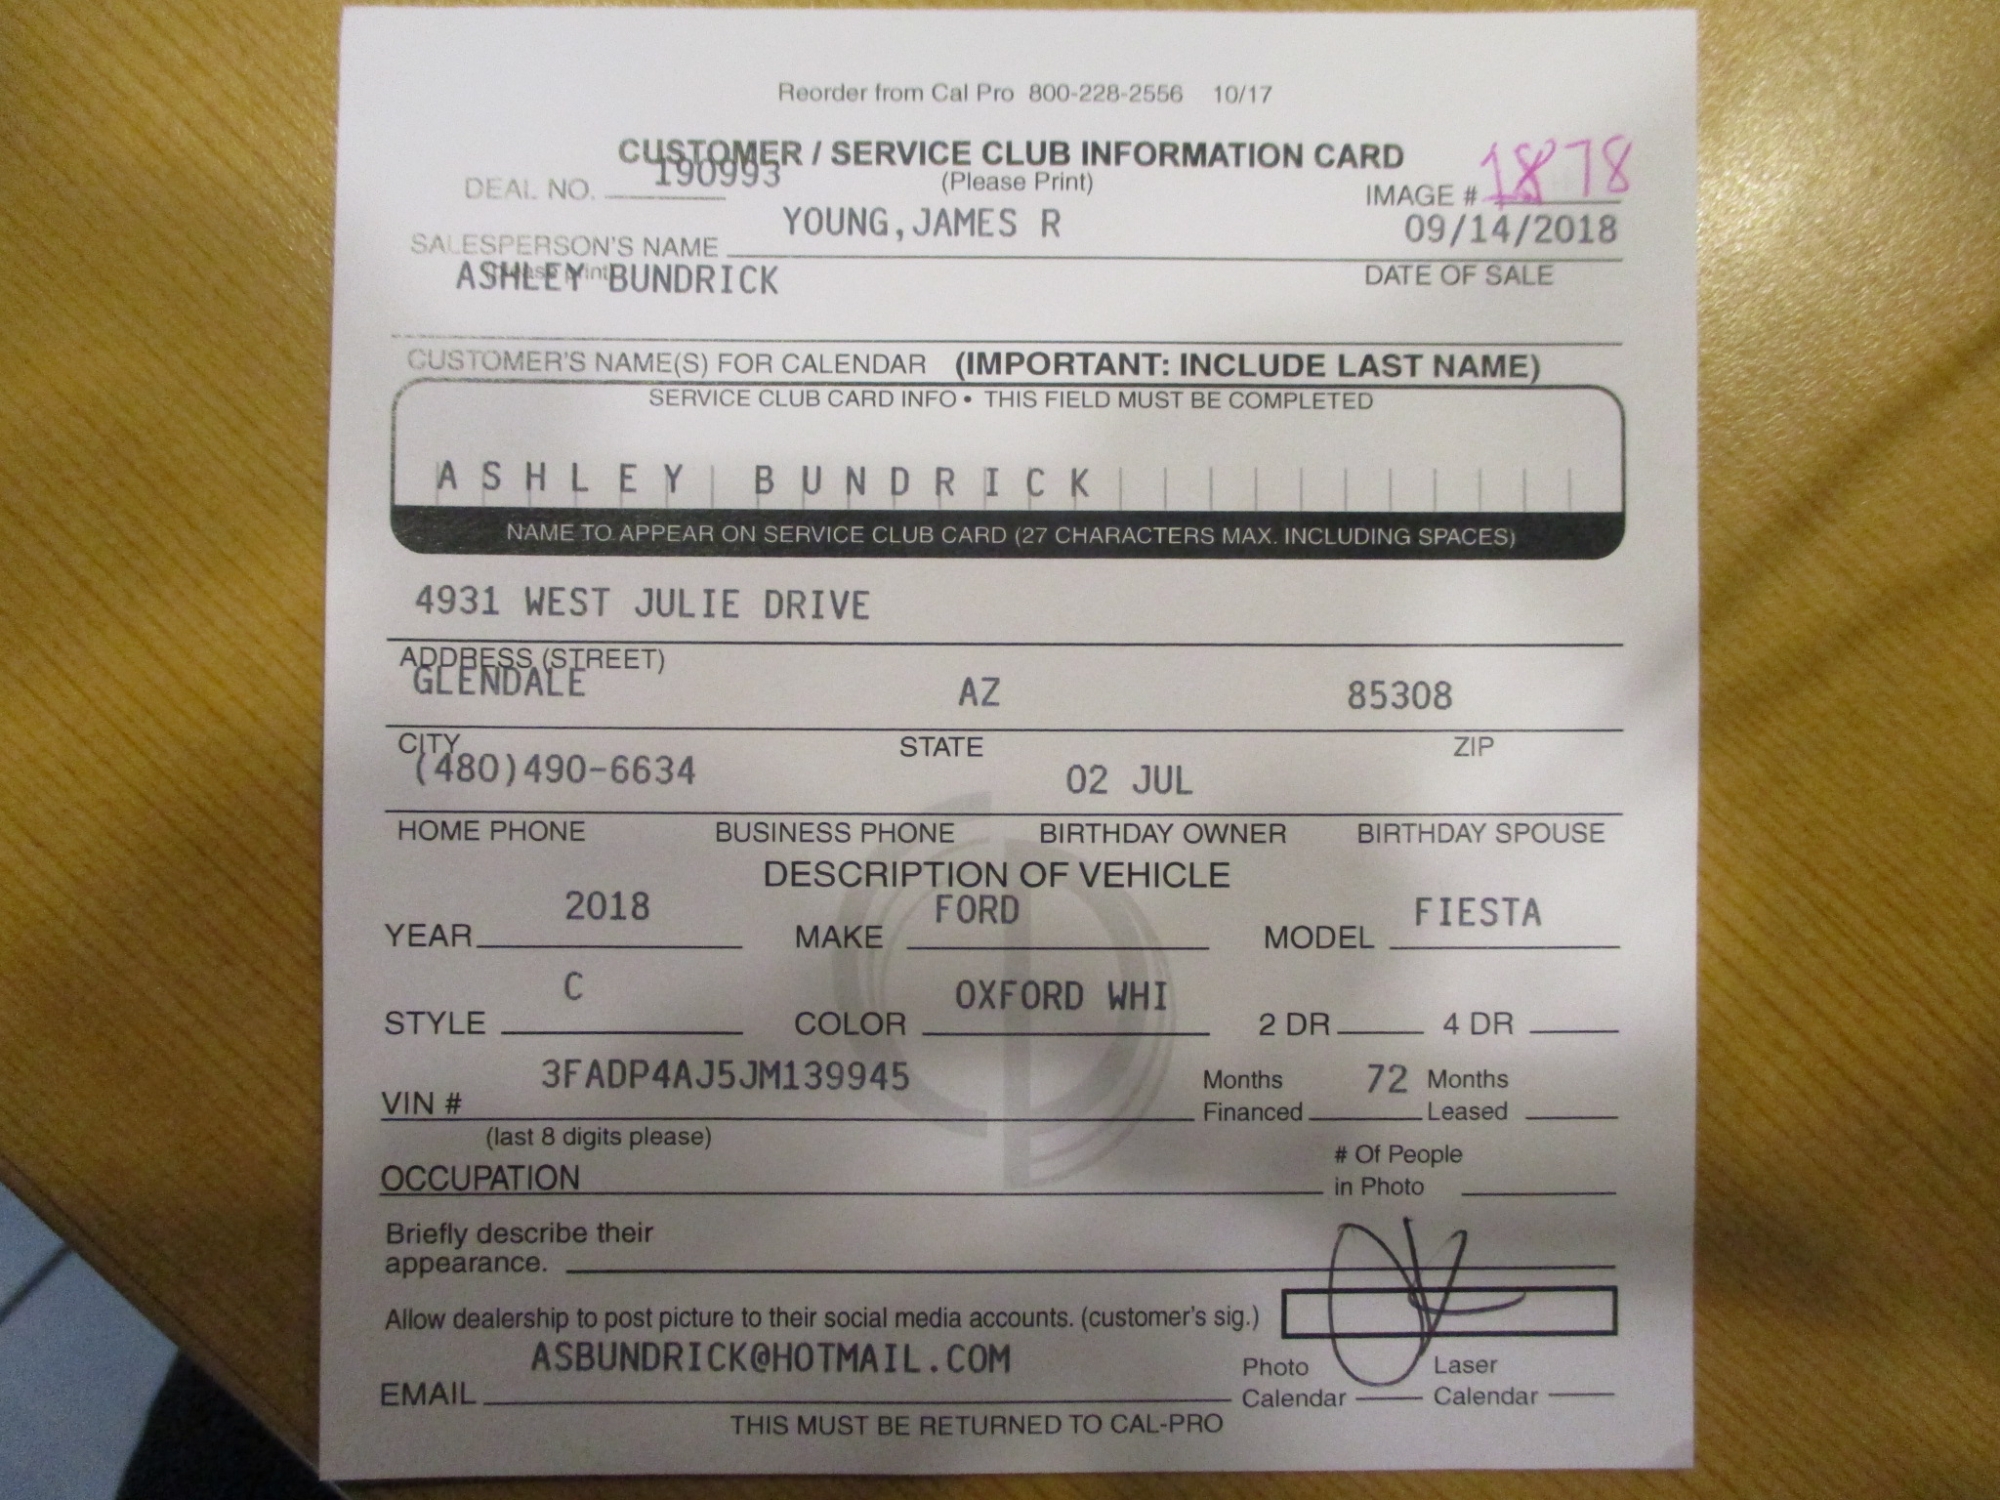 Reorder from Cal Pro 800-228-2556 10/17
CUSTOMER / SERVICE CLUB INFORMATION CARD
DEAL NO. 190993 (Please Print) IMAGE # 1878
SALESPERSON'S NAME YOUNG,JAMES R 09/14/2018
(please print) DATE OF SALE
ASHLEY BUNDRICK
CUSTOMER'S NAME(S) FOR CALENDAR (IMPORTANT: INCLUDE LAST NAME)
SERVICE CLUB CARD INFO • THIS FIELD MUST BE COMPLETED
ASHLEY BUNDRICK
NAME TO APPEAR ON SERVICE CLUB CARD (27 CHARACTERS MAX. INCLUDING SPACES)
4931 WEST JULIE DRIVE
ADDRESS (STREET)
GLENDALE AZ 85308
CITY STATE ZIP
(480)490-6634 02 JUL
HOME PHONE BUSINESS PHONE BIRTHDAY OWNER BIRTHDAY SPOUSE
DESCRIPTION OF VEHICLE
YEAR 2018 MAKE FORD MODEL FIESTA
STYLE C COLOR OXFORD WHI 2 DR 4 DR
VIN # 3FADP4AJ5JM139945 Months Financed 72 Months Leased
(last 8 digits please)
OCCUPATION # Of People in Photo
Briefly describe their
appearance.
Allow dealership to post picture to their social media accounts. (customer's sig.)
EMAIL ASBUNDRICK@HOTMAIL.COM Photo Calendar Laser Calendar
THIS MUST BE RETURNED TO CAL-PRO